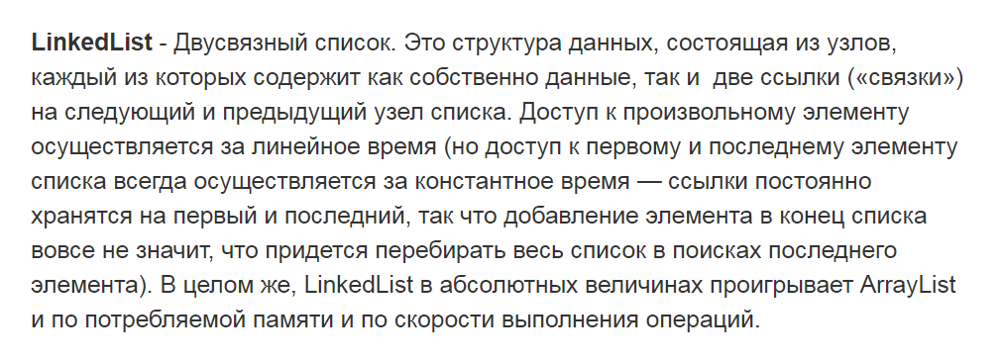 LinkedList - Двусвязный список. Это структура данных, состоящая из узлов,
каждый из которых содержит как собственно данные, так и  две ссылки («связки»)
на следующий и предыдущий узел списка. Доступ к произвольному элементу
осуществляется за линейное время (но доступ к первому и последнему элементу
списка всегда осуществляется за константное время — ссылки постоянно
хранятся на первый и последний, так что добавление элемента в конец списка
вовсе не значит, что придется перебирать весь список в поисках последнего
элемента). В целом же, LinkedList в абсолютных величинах проигрывает ArrayList
и по потребляемой памяти и по скорости выполнения операций.